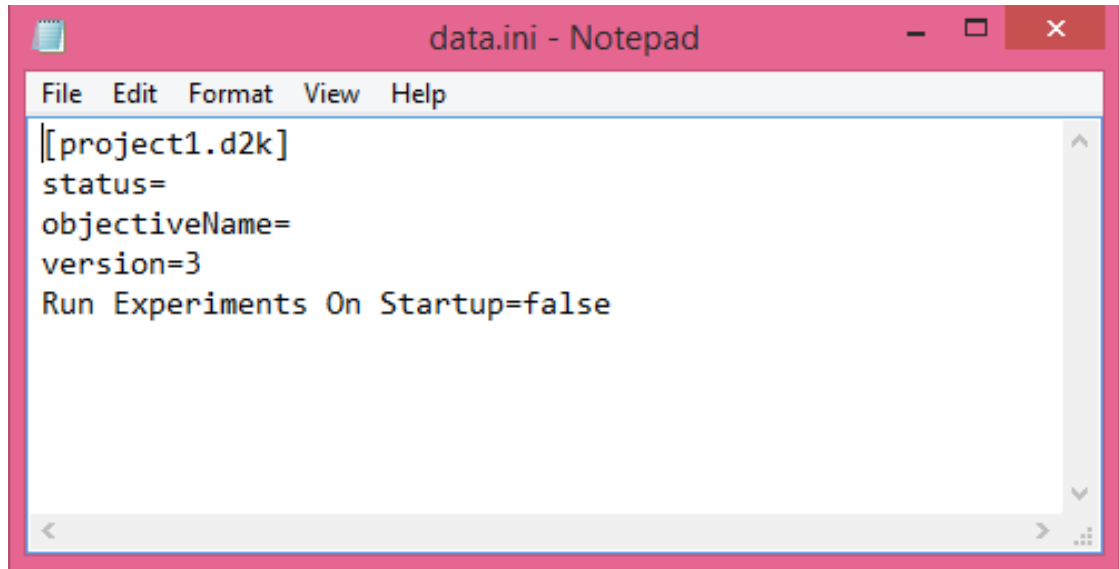 data.ini - Notepad
File Edit Format View Help
[project1.d2k]
status=
objectiveName=
version=3
Run Experiments On Startup=false